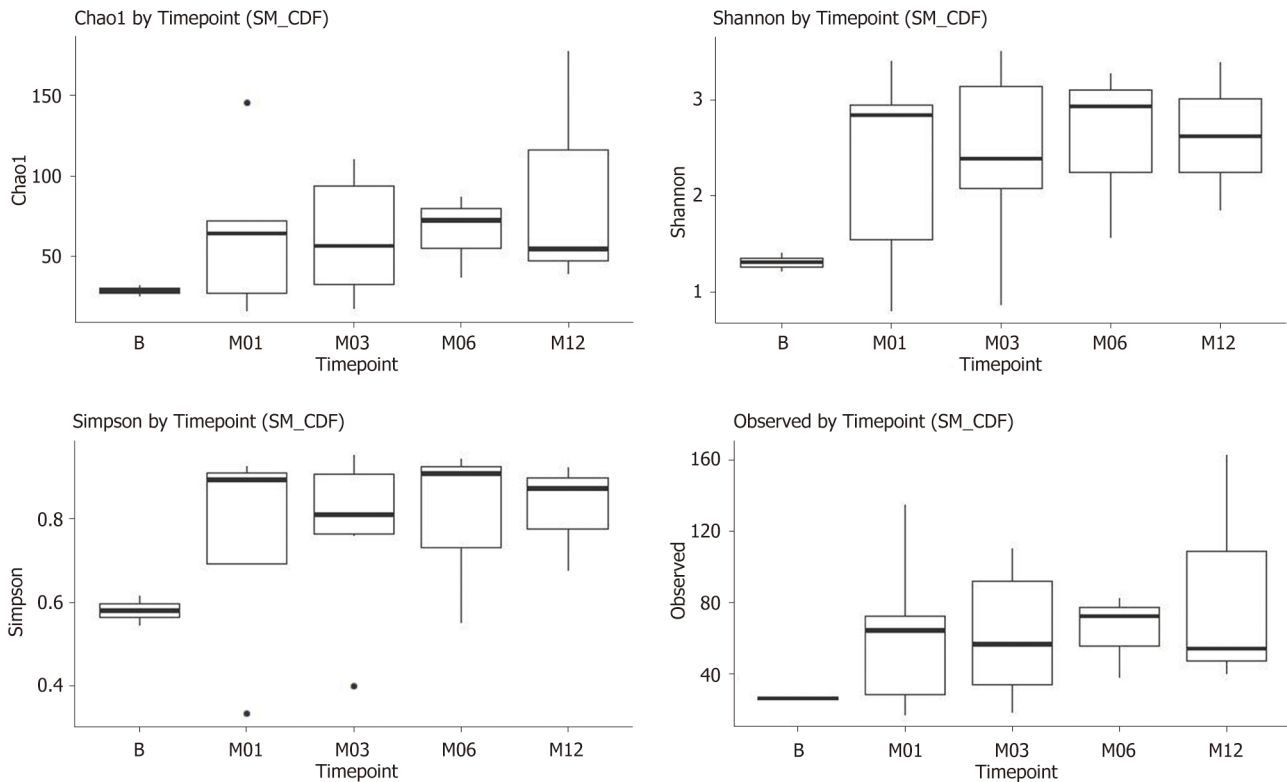 Chao1 by Timepoint (SM_CDF)
150
100
50
Chao1
B M01 M03 M06 M12
Timepoint
Shannon by Timepoint (SM_CDF)
3
2
1
Shannon
B M01 M03 M06 M12
Timepoint
Simpson by Timepoint (SM_CDF)
0.8
0.6
0.4
Simpson
B M01 M03 M06 M12
Timepoint
Observed by Timepoint (SM_CDF)
160
120
80
40
Observed
B M01 M03 M06 M12
Timepoint